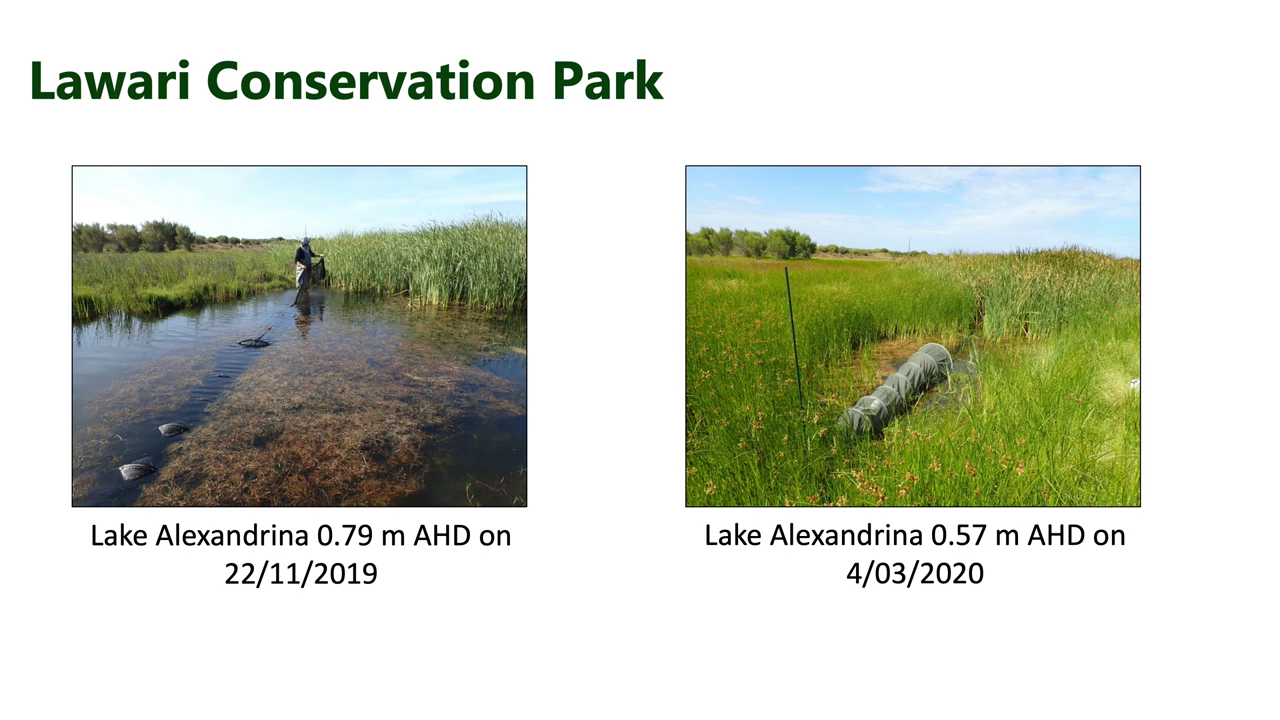 Lawari Conservation Park
Lake Alexandrina 0.79 m AHD on
22/11/2019
Lake Alexandrina 0.57 m AHD on
4/03/2020